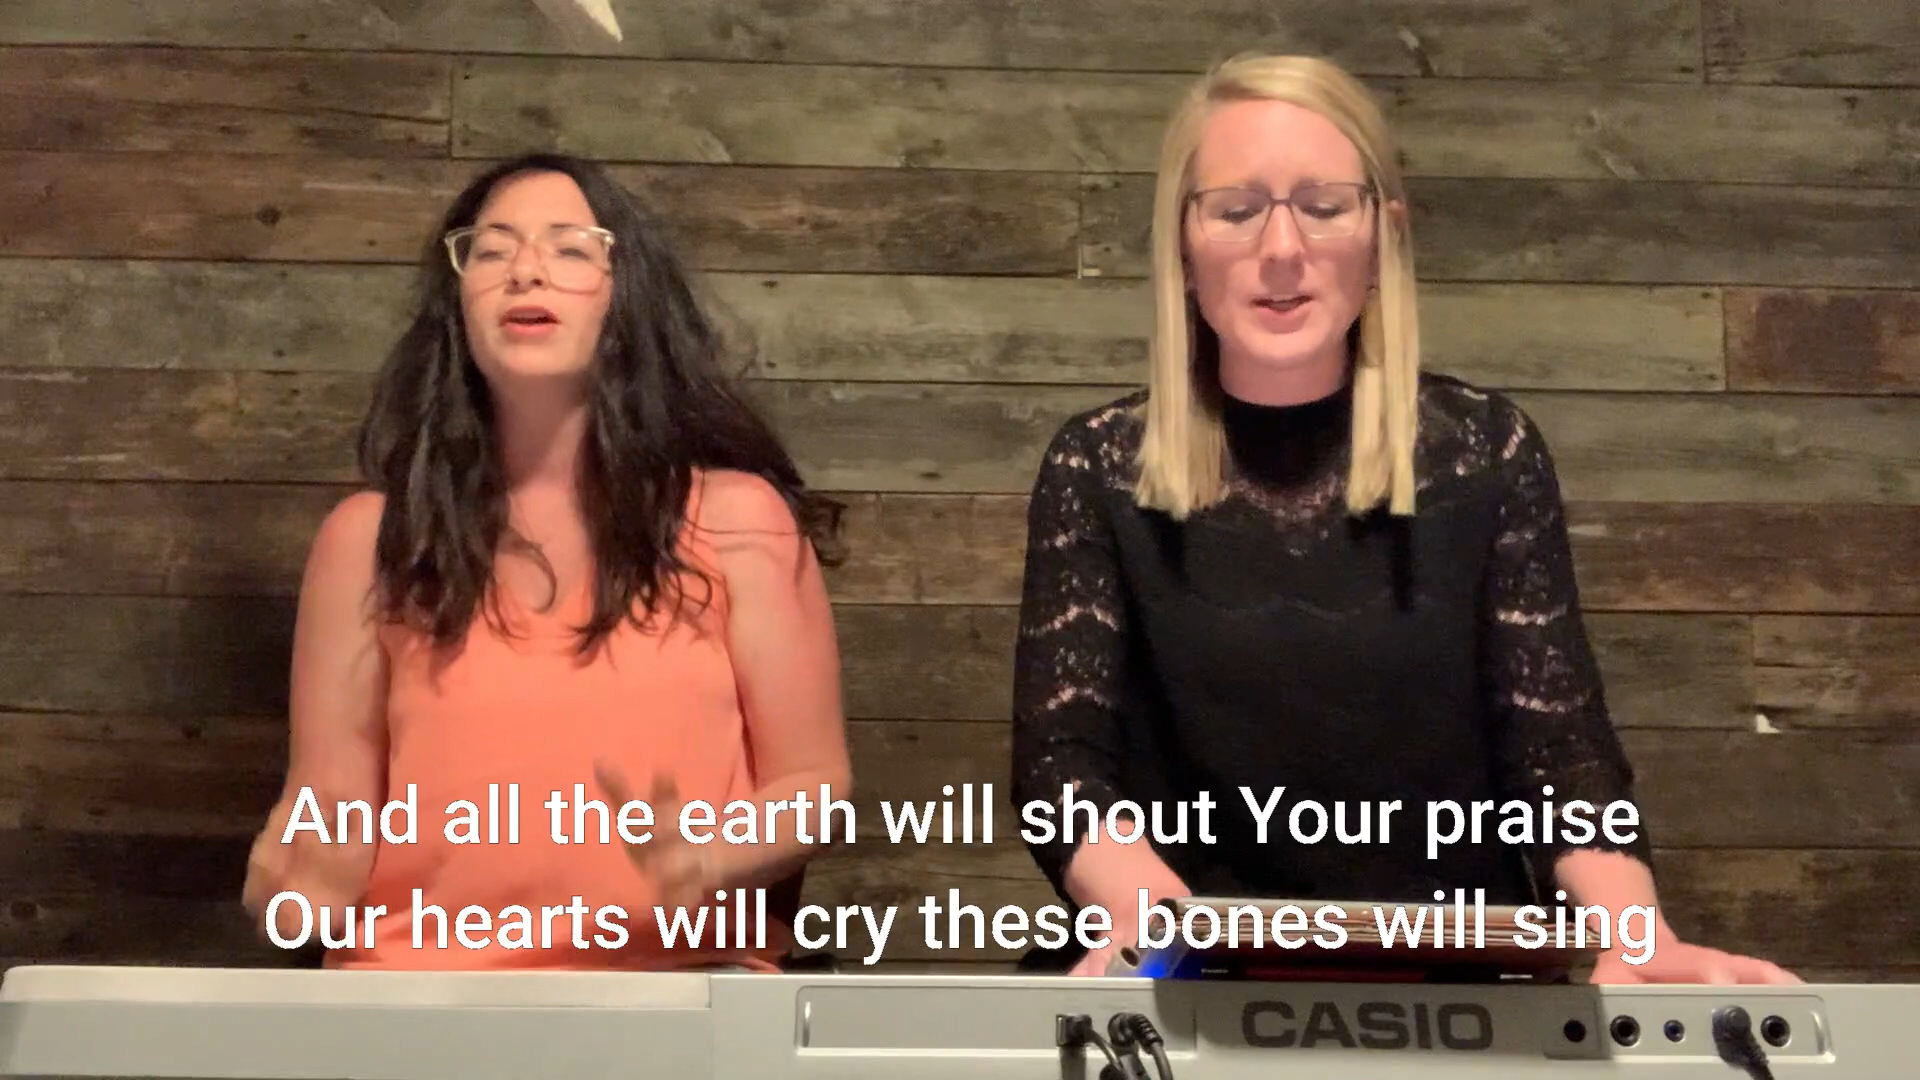 And all the earth will shout Your praise
Our hearts will cry these bones will sing
CASIO